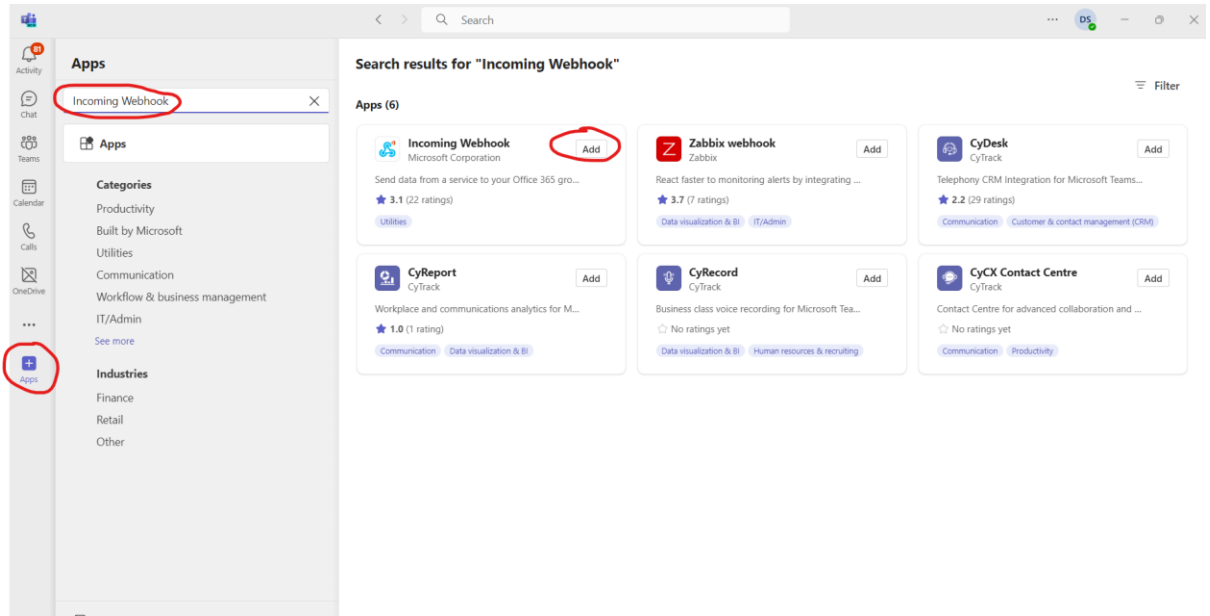 Search
DS
81
Activity
Chat
Teams
Calendar
Calls
OneDrive
Apps
Apps
Incoming Webhook
Apps
Categories
Productivity
Built by Microsoft
Utilities
Communication
Workflow & business management
IT/Admin
See more
Industries
Finance
Retail
Other
Search results for "Incoming Webhook"
Filter
Apps (6)
Incoming Webhook
Add
Microsoft Corporation
Send data from a service to your Office 365 gro...
3.1 (22 ratings)
Utilities
Z
Zabbix webhook
Add
Zabbix
React faster to monitoring alerts by integrating ...
3.7 (7 ratings)
Data visualization & BI IT/Admin
CyDesk
Add
CyTrack
Telephony CRM Integration for Microsoft Teams...
2.2 (29 ratings)
Communication Customer & contact management (CRM)
CyReport
Add
CyTrack
Workplace and communications analytics for M...
1.0 (1 rating)
Communication Data visualization & BI
CyRecord
Add
CyTrack
Business class voice recording for Microsoft Tea...
No ratings yet
Data visualization & BI Human resources & recruiting
CyCX Contact Centre
Add
CyTrack
Contact Centre for advanced collaboration and ...
No ratings yet
Communication Productivity